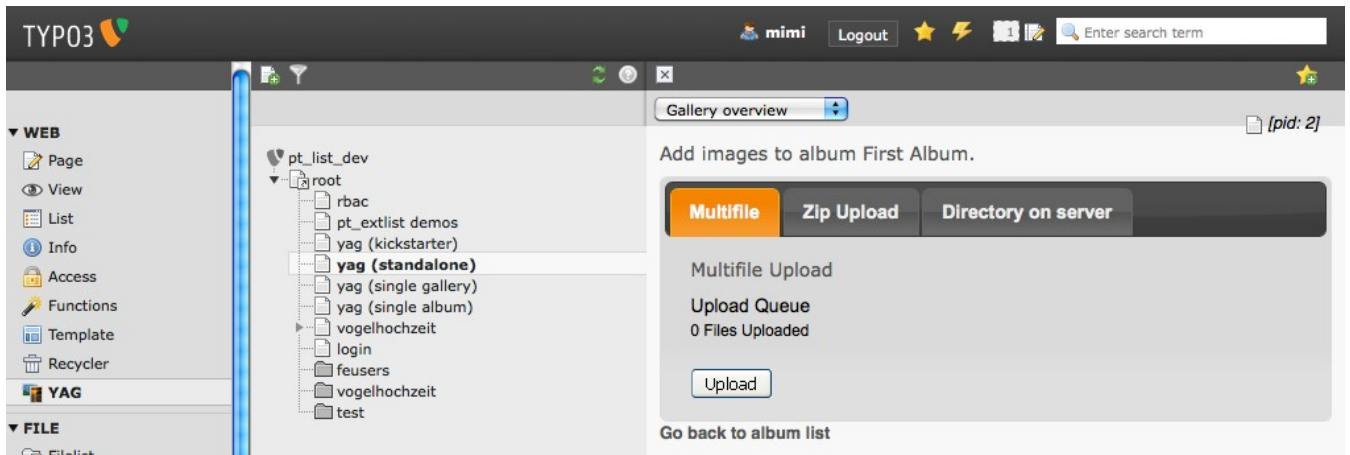 TYPO3
mimi Logout 1 Enter search term
Gallery overview
[pid: 2]
WEB
Page
View
List
Info
Access
Functions
Template
Recycler
YAG
FILE
Filelist
pt_list_dev
root
rbac
pt_extlist demos
yag (kickstarter)
yag (standalone)
yag (single gallery)
yag (single album)
vogelhochzeit
login
feusers
vogelhochzeit
test
Add images to album First Album.
Multifile Zip Upload Directory on server
Multifile Upload
Upload Queue
0 Files Uploaded
Upload
Go back to album list